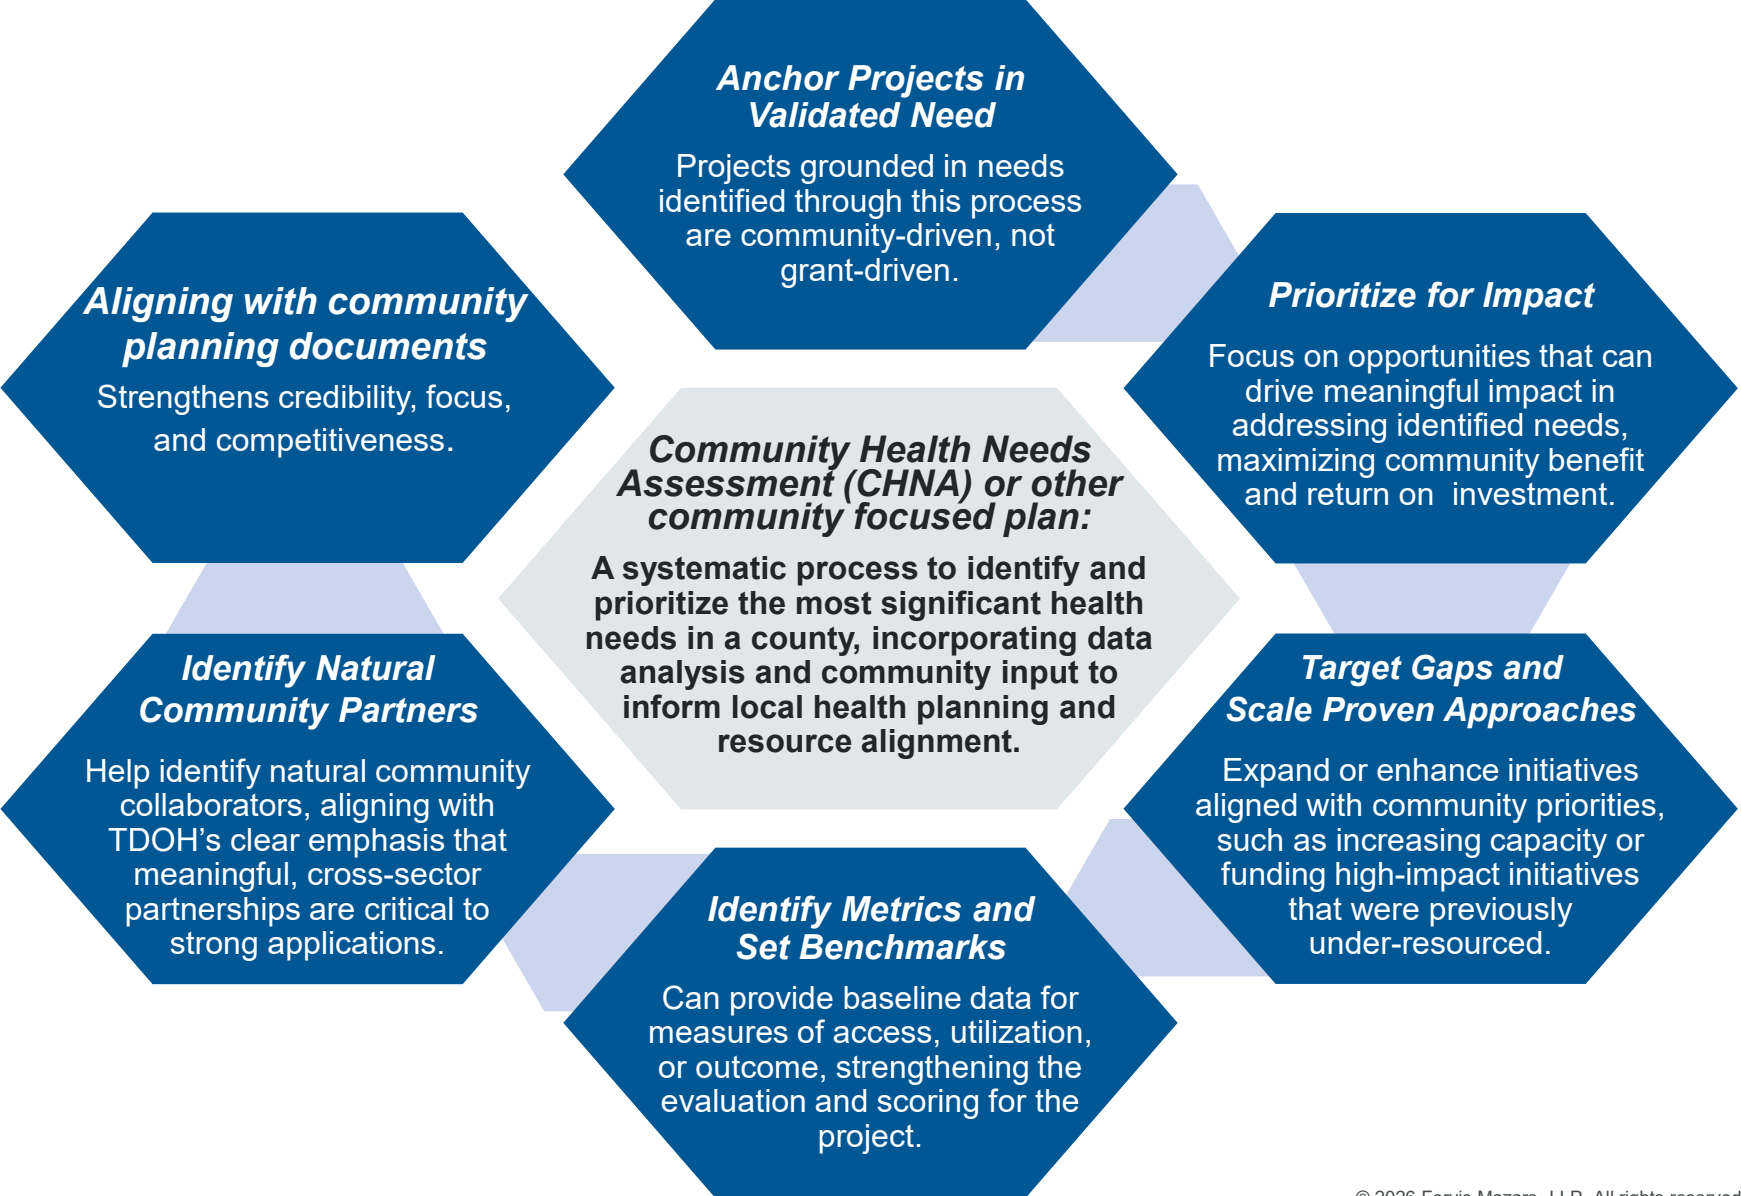 Anchor Projects in
Validated Need
Projects grounded in needs
identified through this process
are community-driven, not
grant-driven.
Prioritize for Impact
Focus on opportunities that can
drive meaningful impact in
addressing identified needs,
maximizing community benefit
and return on investment.
Target Gaps and
Scale Proven Approaches
Expand or enhance initiatives
aligned with community priorities,
such as increasing capacity or
funding high-impact initiatives
that were previously
under-resourced.
Identify Metrics and
Set Benchmarks
Can provide baseline data for
measures of access, utilization,
or outcome, strengthening the
evaluation and scoring for the
project.
Identify Natural
Community Partners
Help identify natural community
collaborators, aligning with
TDOH’s clear emphasis that
meaningful, cross-sector
partnerships are critical to
strong applications.
Aligning with community
planning documents
Strengthens credibility, focus,
and competitiveness.
Community Health Needs
Assessment (CHNA) or other
community focused plan:
A systematic process to identify and
prioritize the most significant health
needs in a county, incorporating data
analysis and community input to
inform local health planning and
resource alignment.
© 2026 Forvis Mazars, LLP. All rights reserved